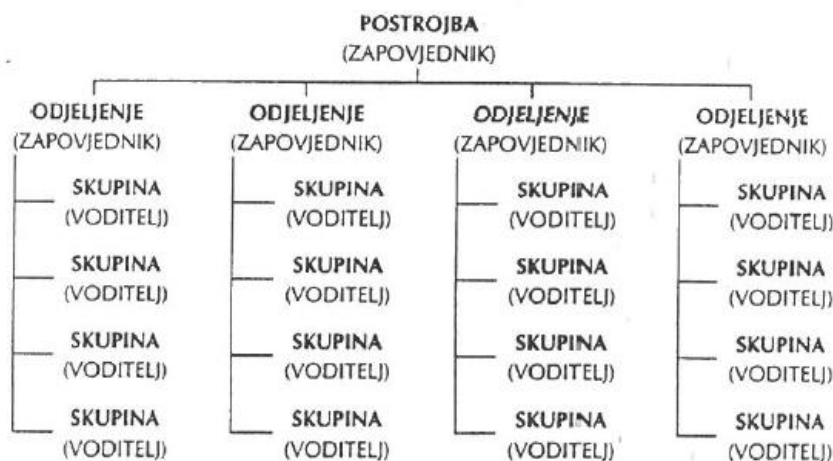 POSTROJBA
(ZAPOVJEDNIK)
ODJELJENJE ODJELJENJE ODJELJENJE ODJELJENJE
(ZAPOVJEDNIK) (ZAPOVJEDNIK) (ZAPOVJEDNIK) (ZAPOVJEDNIK)
SKUPINA SKUPINA SKUPINA SKUPINA
(VODITELJ) (VODITELJ) (VODITELJ) (VODITELJ)
SKUPINA SKUPINA SKUPINA SKUPINA
(VODITELJ) (VODITELJ) (VODITELJ) (VODITELJ)
SKUPINA SKUPINA SKUPINA SKUPINA
(VODITELJ) (VODITELJ) (VODITELJ) (VODITELJ)
SKUPINA SKUPINA SKUPINA SKUPINA
(VODITELJ) (VODITELJ) (VODITELJ) (VODITELJ)